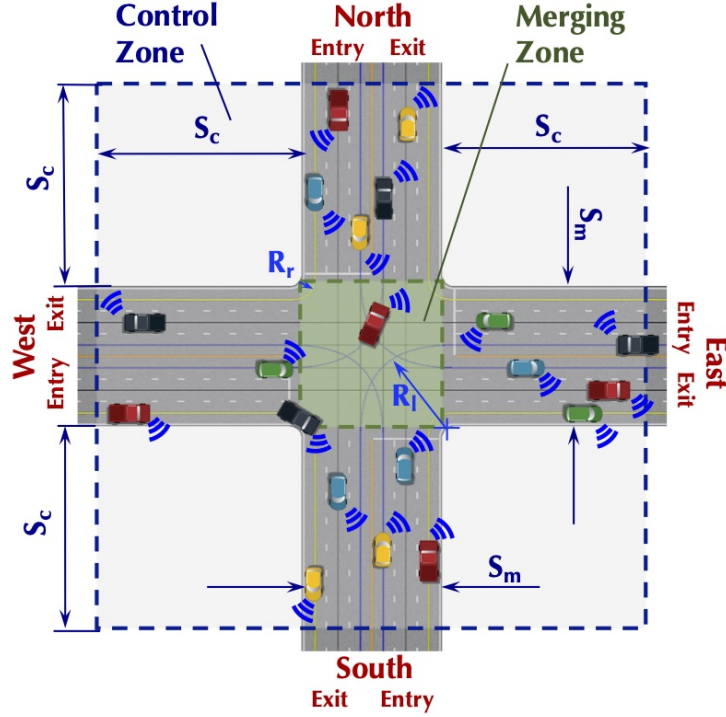 Control
Zone
North
Entry Exit
Merging
Zone
Sc
Sc
Sc
Sm
Rr
West
Exit
Entry
East
Entry
Exit
Rl
Sc
Sm
South
Exit Entry